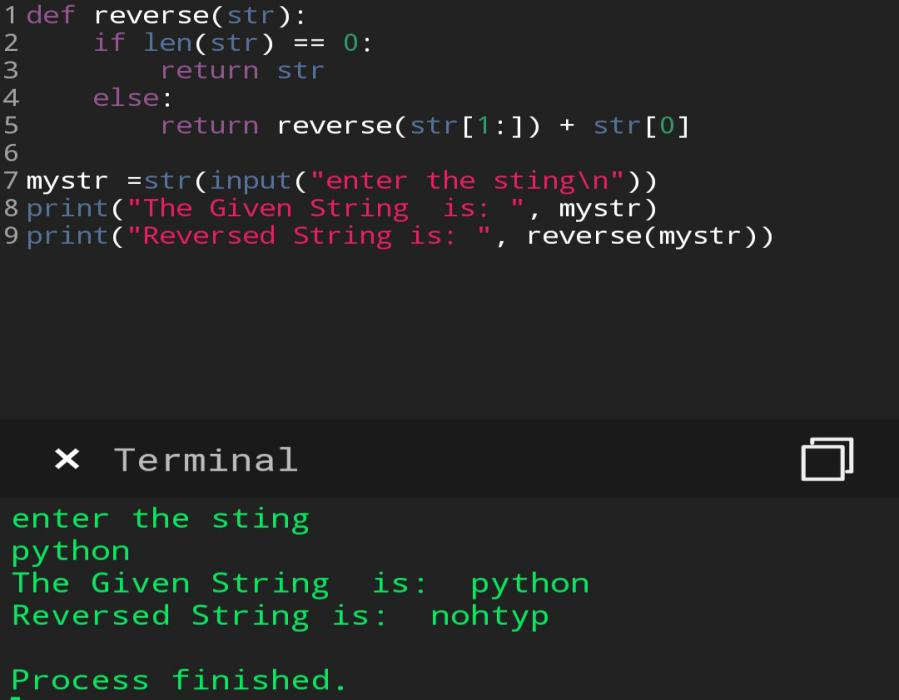 1 def reverse(str):
2     if len(str) == 0:
3         return str
4     else:
5         return reverse(str[1:]) + str[0]
6
7 mystr =str(input("enter the sting\n"))
8 print("The Given String  is: ", mystr)
9 print("Reversed String is: ", reverse(mystr))
× Terminal
enter the sting
python
The Given String  is:  python
Reversed String is:  nohtyp

Process finished.